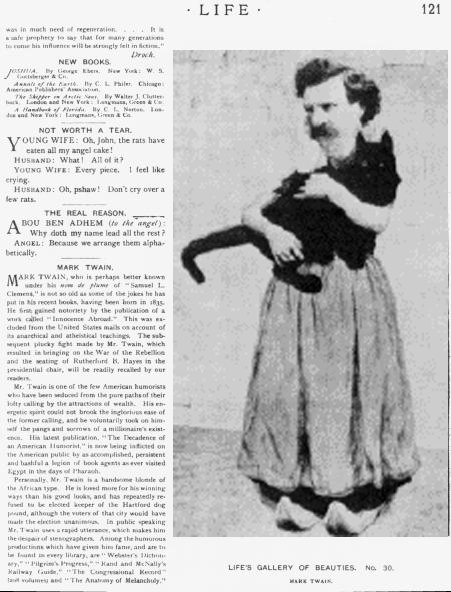 · LIFE ·
121
was in much need of regeneration. . . . It is
a safe prophecy to say that for many generations
to come his influence will be strongly felt in fiction."
Droch.
NEW BOOKS.
JOSHUA. By George Ebers. New York: W. S.
Gottsberger & Co.
Annals of the Earth. By C. L. Phifer. Chicago:
American Publishers' Association.
The Skipper in Arctic Seas. By Walter J. Clutter-
buck. London and New York: Longmans, Green & Co.
A Handbook of Florida. By C. L. Norton. Lon-
don and New York: Longmans, Green & Co.
NOT WORTH A TEAR.
YOUNG WIFE: Oh, John, the rats have
eaten all my angel cake!
HUSBAND: What! All of it?
YOUNG WIFE: Every piece. I feel like
crying.
HUSBAND: Oh, pshaw! Don't cry over a
few rats.
THE REAL REASON.
ABOU BEN ADHEM (to the angel):
Why doth my name lead all the rest?
ANGEL: Because we arrange them alpha-
betically.
MARK TWAIN.
MARK TWAIN, who is perhaps better known
under his nom de plume of "Samuel L.
Clemens," is not so old as some of the jokes he has
put in his recent books, having been born in 1835.
He first gained notoriety by the publication of a
work called "Innocence Abroad." This was ex-
cluded from the United States mails on account of
its anarchical and atheistical teachings. The sub-
sequent plucky fight made by Mr. Twain, which
resulted in bringing on the War of the Rebellion
and the seating of Rutherford B. Hayes in the
presidential chair, will be readily recalled by our
readers.
Mr. Twain is one of the few American humorists
who have been seduced from the pure paths of their
lofty calling by the attractions of wealth. His en-
ergetic spirit could not brook the inglorious ease of
the former calling, and he voluntarily took on him-
self the pangs and sorrows of a millionaire's exist-
ence. His latest publication, "The Decadence of
an American Humorist," is now being inflicted on
the American public by as accomplished, persistent
and bashful a legion of book agents as ever visited
Egypt in the days of Pharaoh.
Personally, Mr. Twain is a handsome blonde of
the African type. He is loved more for his winning
ways than his good looks, and has repeatedly re-
fused to be elected keeper of the Hartford dog
pound, although the voters of that city would have
made the election unanimous. In public speaking
Mr. Twain uses a rapid utterance, which makes him
the despair of stenographers. Among the humorous
productions which have given him fame, and are to
be found in every library, are "Webster's Diction-
ary," "Pilgrim's Progress," "Rand and McNally's
Railway Guide," "The Congressional Record"
volumes) and "The Anatomy of Melancholy."
LIFE'S GALLERY OF BEAUTIES. No. 30.
MARK TWAIN.